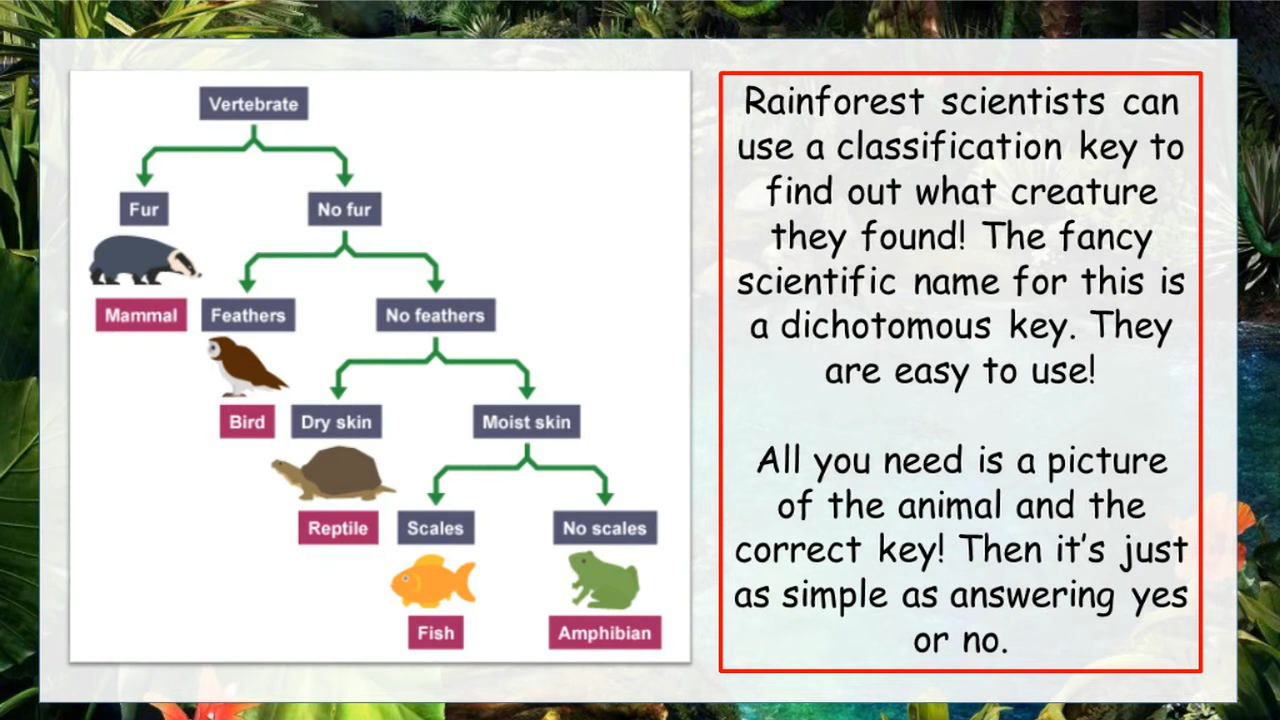 Vertebrate
Fur
No fur
Mammal
Feathers
No feathers
Bird
Dry skin
Moist skin
Reptile
Scales
No scales
Fish
Amphibian
Rainforest scientists can
use a classification key to
find out what creature
they found! The fancy
scientific name for this is
a dichotomous key. They
are easy to use!
All you need is a picture
of the animal and the
correct key! Then it's just
as simple as answering yes
or no.